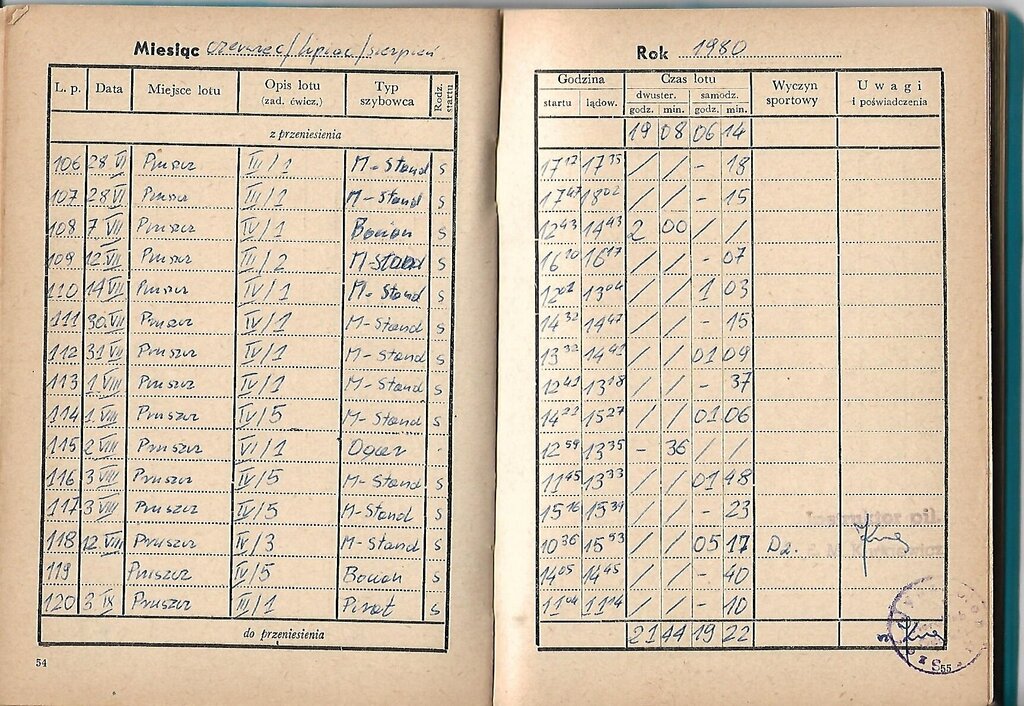 Miesiąc czerwiec/lipiec/sierpień
L. p. Data Miejsce lotu Opis lotu (zad. ćwicz.) Typ szybowca Rodz. startu
z przeniesienia
106 28 VI Pruszcz III/1 M-Stand s
107 28 VI Pruszcz III/1 M-Stand s
108 7 VII Pruszcz IV/1 Bocian s
109 12 VII Pruszcz III/2 M-Stand s
110 14 VII Pruszcz IV/1 M-Stand s
111 30 VII Pruszcz IV/1 M-Stand s
112 31 VII Pruszcz IV/1 M-Stand s
113 1 VIII Pruszcz IV/1 M-Stand s
114 1 VIII Pruszcz IV/5 M-Stand s
115 2 VIII Pruszcz VI/1 Ogar -
116 3 VIII Pruszcz IV/5 M-Stand s
117 3 VIII Pruszcz IV/5 M-Stand s
118 12 VIII Pruszcz IV/3 M-Stand s
119 Pruszcz IV/5 Bocian s
120 3 IX Pruszcz III/1 Pirat s
do przeniesienia
54
Rok 1980
Godzina Czas lotu Wyczyn sportowy Uwagi i poświadczenia
startu lądow. dwuster. samodz.
godz. min. godz. min.
19 08 06 14
17 12 17 35 / / - 18
17 47 18 02 / / - 15
12 43 14 43 2 00 / /
16 10 16 17 / / - 07
12 01 13 04 / / 1 03
14 32 14 47 / / - 15
13 32 14 41 / / 01 09
12 41 13 18 / / - 37
14 21 15 27 / / 01 06
12 59 13 35 - 36 / /
11 45 13 33 / / 01 48
15 16 15 39 / / - 23
Instruktor pil.
10 36 15 53 / / 05 17 D2.
14 05 14 45 / / - 40
11 04 11 14 / / - 10
21 44 19 22
55